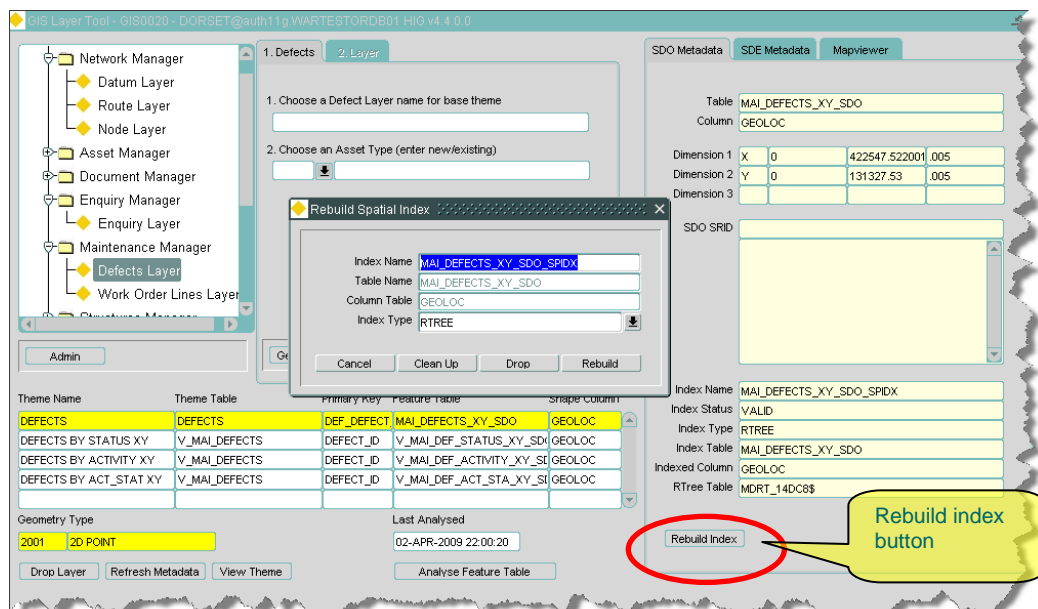 GIS Layer Tool - GIS0020 - DORSET@auth11g.WARTESTORDB01 HIG v4.4.0.0
Network Manager
Datum Layer
Route Layer
Node Layer
Asset Manager
Document Manager
Enquiry Manager
Enquiry Layer
Maintenance Manager
Defects Layer
Work Order Lines Layer
Admin
1. Defects
2. Layer
1. Choose a Defect Layer name for base theme
2. Choose an Asset Type (enter new/existing)
Rebuild Spatial Index
Index Name MAI_DEFECTS_XY_SDO_SPIDX
Table Name MAI_DEFECTS_XY_SDO
Column Table GEOLOC
Index Type RTREE
Cancel Clean Up Drop Rebuild
SDO Metadata SDE Metadata Mapviewer
Table MAI_DEFECTS_XY_SDO
Column GEOLOC
Dimension 1 X 0 422547.522001 .005
Dimension 2 Y 0 131327.53 .005
Dimension 3
SDO SRID
Index Name MAI_DEFECTS_XY_SDO_SPIDX
Index Status VALID
Index Type RTREE
Index Table MAI_DEFECTS_XY_SDO
Indexed Column GEOLOC
RTree Table MDRT_14DC8$
Rebuild Index
Rebuild index
button
Theme Name Theme Table Primary Key Feature Table Shape Column
DEFECTS DEFECTS DEF_DEFECT MAI_DEFECTS_XY_SDO GEOLOC
DEFECTS BY STATUS XY V_MAI_DEFECTS DEFECT_ID V_MAI_DEF_STATUS_XY_SDO GEOLOC
DEFECTS BY ACTIVITY XY V_MAI_DEFECTS DEFECT_ID V_MAI_DEF_ACTIVITY_XY_SD GEOLOC
DEFECTS BY ACT_STAT XY V_MAI_DEFECTS DEFECT_ID V_MAI_DEF_ACT_STA_XY_SD GEOLOC
Geometry Type Last Analysed
2001 2D POINT 02-APR-2009 22:00:20
Drop Layer Refresh Metadata View Theme Analyse Feature Table